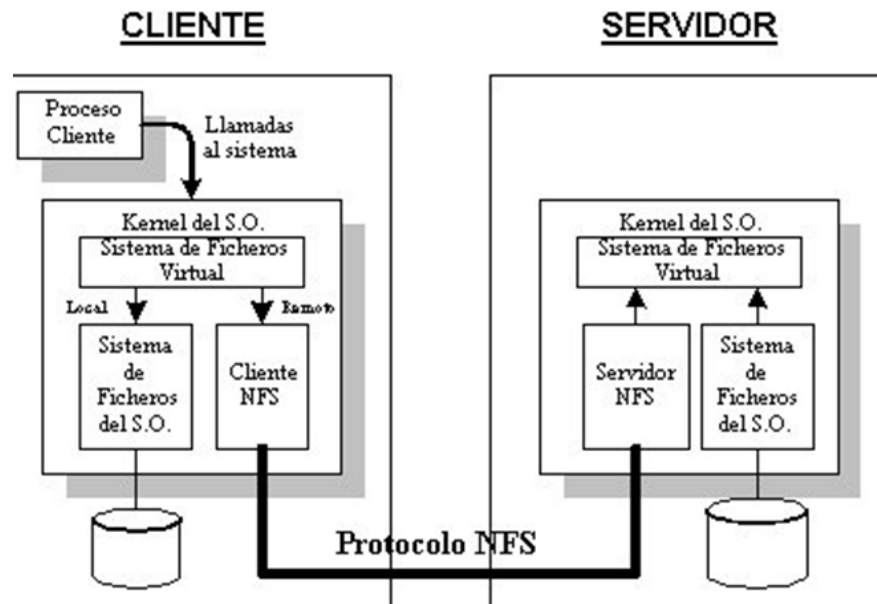 CLIENTE
SERVIDOR
Proceso
Cliente
Llamadas
al sistema
Kernel del S.O.
Sistema de Ficheros
Virtual
Local
Remoto
Sistema
de
Ficheros
del S.O.
Cliente
NFS
Kernel del S.O.
Sistema de Ficheros
Virtual
Servidor
NFS
Sistema
de
Ficheros
del S.O.
Protocolo NFS